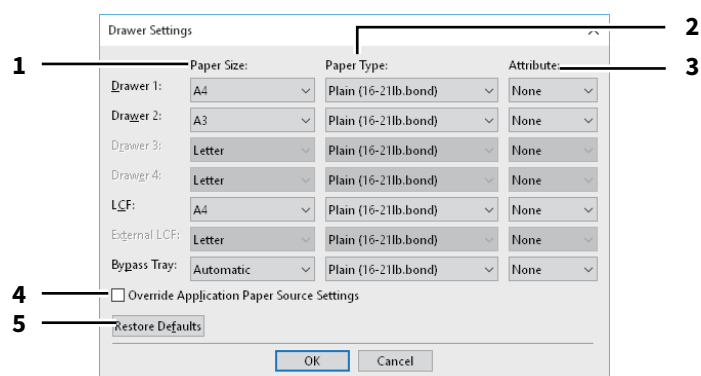 Drawer Settings
2
1
Paper Size: Paper Type: Attribute:
3
Drawer 1: A4 Plain (16-21lb.bond) None
Drawer 2: A3 Plain (16-21lb.bond) None
Drawer 3: Letter Plain (16-21lb.bond) None
Drawer 4: Letter Plain (16-21lb.bond) None
LCF: A4 Plain (16-21lb.bond) None
External LCF: Letter Plain (16-21lb.bond) None
Bypass Tray: Automatic Plain (16-21lb.bond) None
4 Override Application Paper Source Settings
5 Restore Defaults
OK Cancel